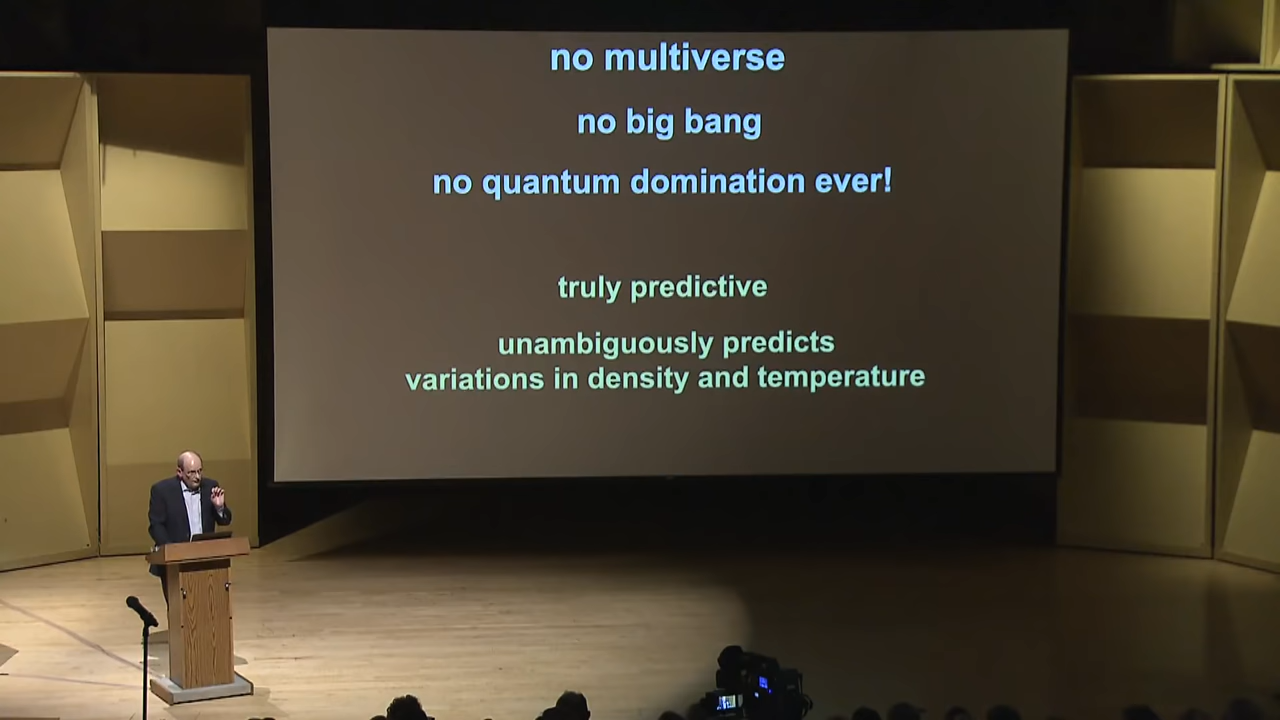 no multiverse
no big bang
no quantum domination ever!
truly predictive
unambiguously predicts
variations in density and temperature